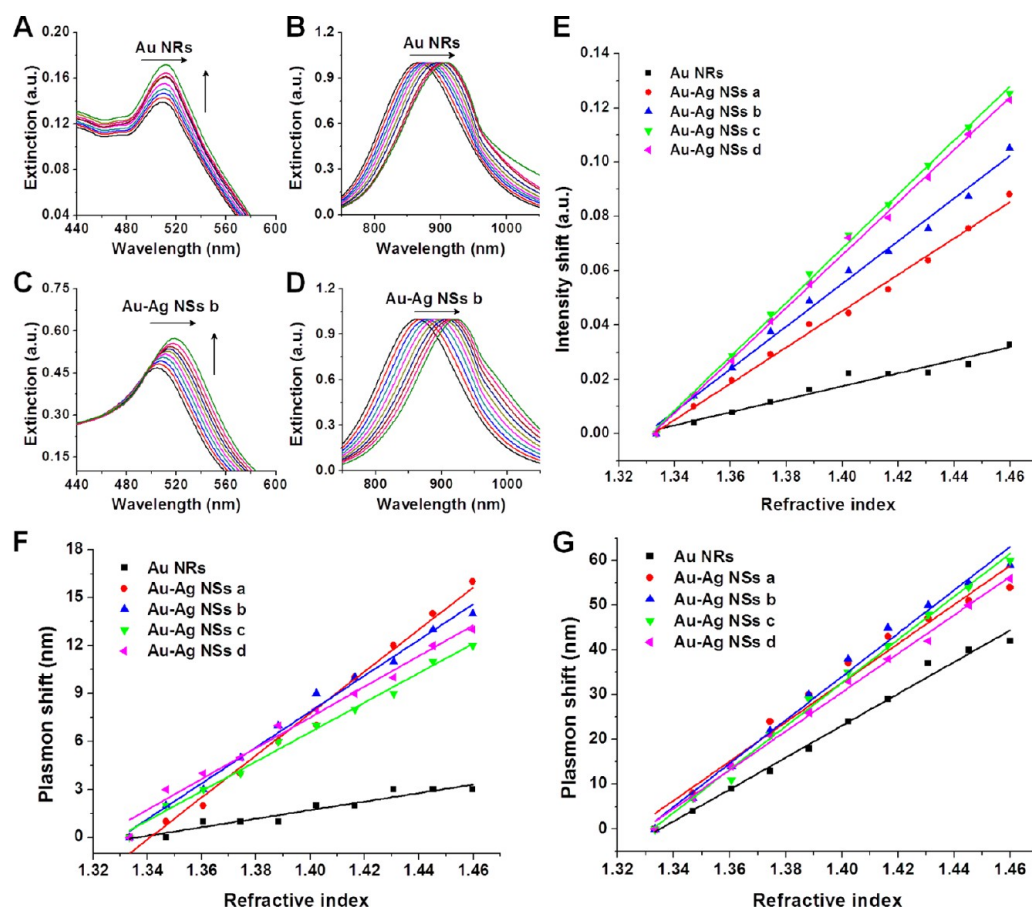 A
Au NRs
Extinction (a.u.)
0.20
0.16
0.12
0.08
0.04
440 480 520 560 600
Wavelength (nm)
B
Au NRs
Extinction (a.u.)
1.2
0.9
0.6
0.3
0.0
800 900 1000
Wavelength (nm)
C
Au-Ag NSs b
Extinction (a.u.)
0.75
0.60
0.45
0.30
0.15
440 480 520 560 600
Wavelength (nm)
D
Au-Ag NSs b
Extinction (a.u.)
1.2
0.9
0.6
0.3
0.0
800 900 1000
Wavelength (nm)
E
Au NRs
Au-Ag NSs a
Au-Ag NSs b
Au-Ag NSs c
Au-Ag NSs d
Intensity shift (a.u.)
0.14
0.12
0.10
0.08
0.06
0.04
0.02
0.00
1.32 1.34 1.36 1.38 1.40 1.42 1.44 1.46
Refractive index
F
Au NRs
Au-Ag NSs a
Au-Ag NSs b
Au-Ag NSs c
Au-Ag NSs d
Plasmon shift (nm)
18
15
12
9
6
3
0
1.32 1.34 1.36 1.38 1.40 1.42 1.44 1.46
Refractive index
G
Au NRs
Au-Ag NSs a
Au-Ag NSs b
Au-Ag NSs c
Au-Ag NSs d
Plasmon shift (nm)
60
50
40
30
20
10
0
1.32 1.34 1.36 1.38 1.40 1.42 1.44 1.46
Refractive index